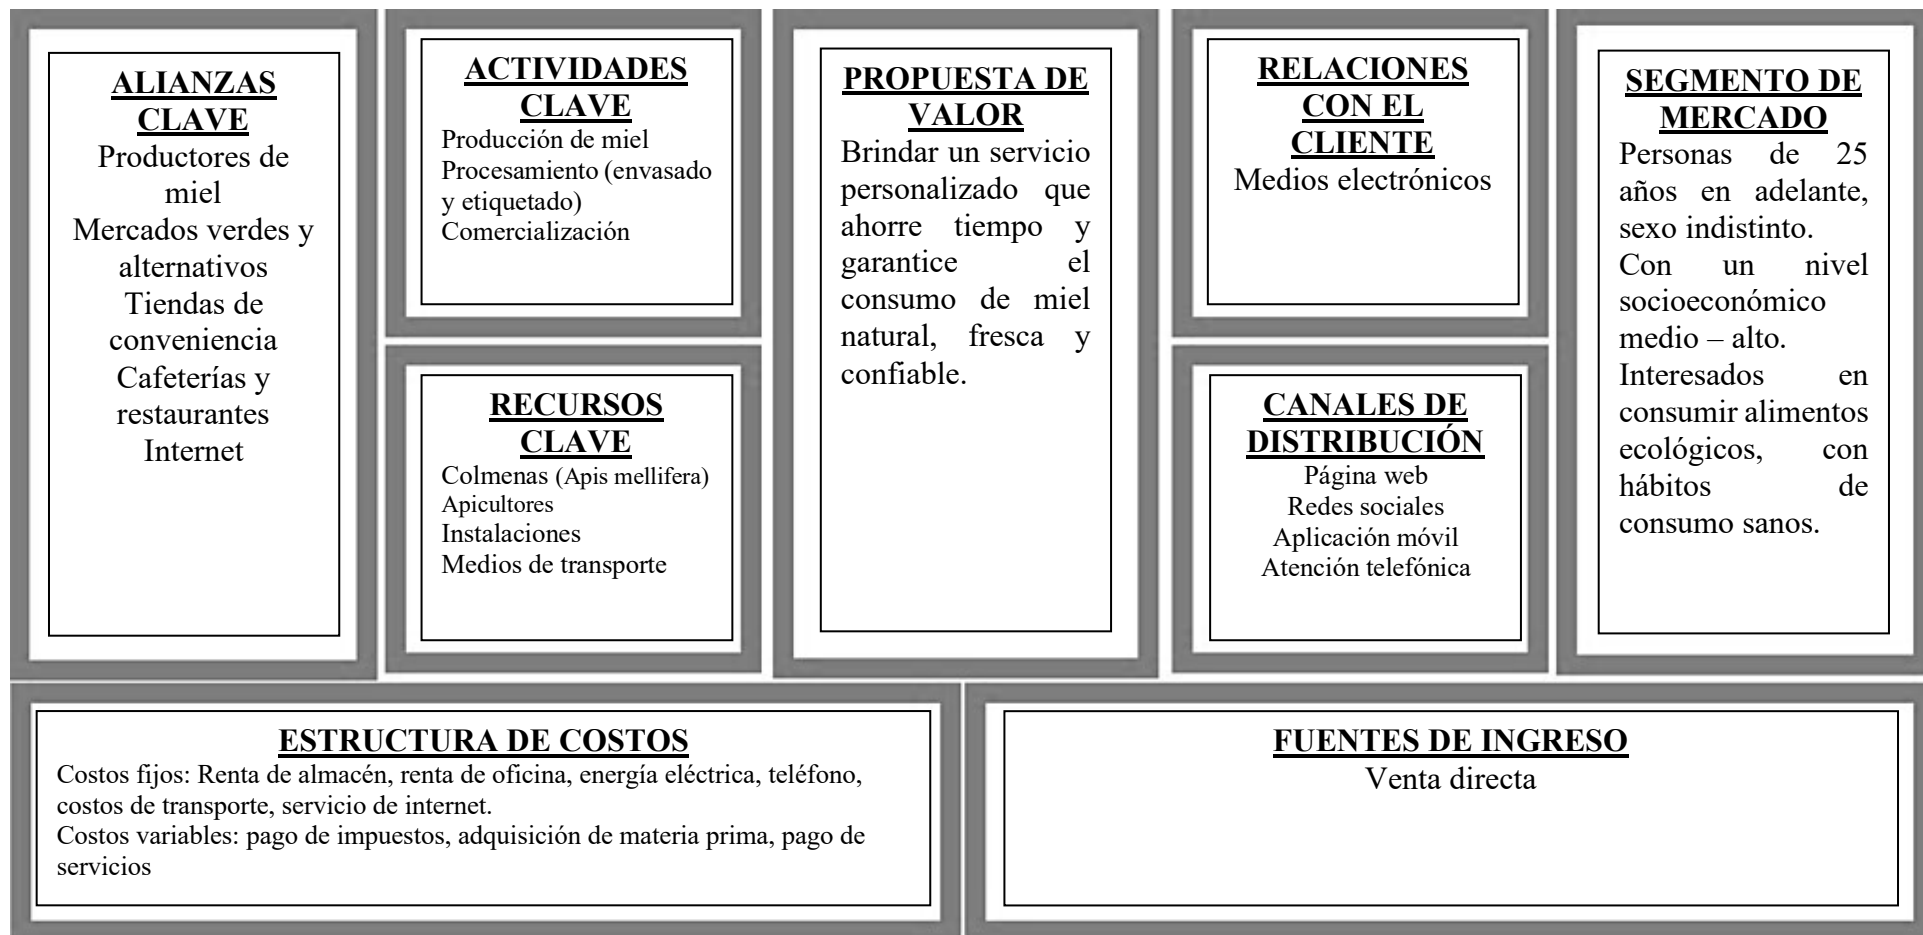 ALIANZAS
CLAVE
Productores de
miel
Mercados verdes y
alternativos
Tiendas de
conveniencia
Cafeterías y
restaurantes
Internet
ACTIVIDADES
CLAVE
Producción de miel
Procesamiento (envasado
y etiquetado)
Comercialización
RECURSOS
CLAVE
Colmenas (Apis mellifera)
Apicultores
Instalaciones
Medios de transporte
PROPUESTA DE
VALOR
Brindar un servicio
personalizado que
ahorre tiempo y
garantice el
consumo de miel
natural, fresca y
confiable.
RELACIONES
CON EL
CLIENTE
Medios electrónicos
CANALES DE
DISTRIBUCIÓN
Página web
Redes sociales
Aplicación móvil
Atención telefónica
SEGMENTO DE
MERCADO
Personas de 25
años en adelante,
sexo indistinto.
Con un nivel
socioeconómico
medio – alto.
Interesados en
consumir alimentos
ecológicos, con
hábitos de
consumo sanos.
ESTRUCTURA DE COSTOS
Costos fijos: Renta de almacén, renta de oficina, energía eléctrica, teléfono,
costos de transporte, servicio de internet.
Costos variables: pago de impuestos, adquisición de materia prima, pago de
servicios
FUENTES DE INGRESO
Venta directa